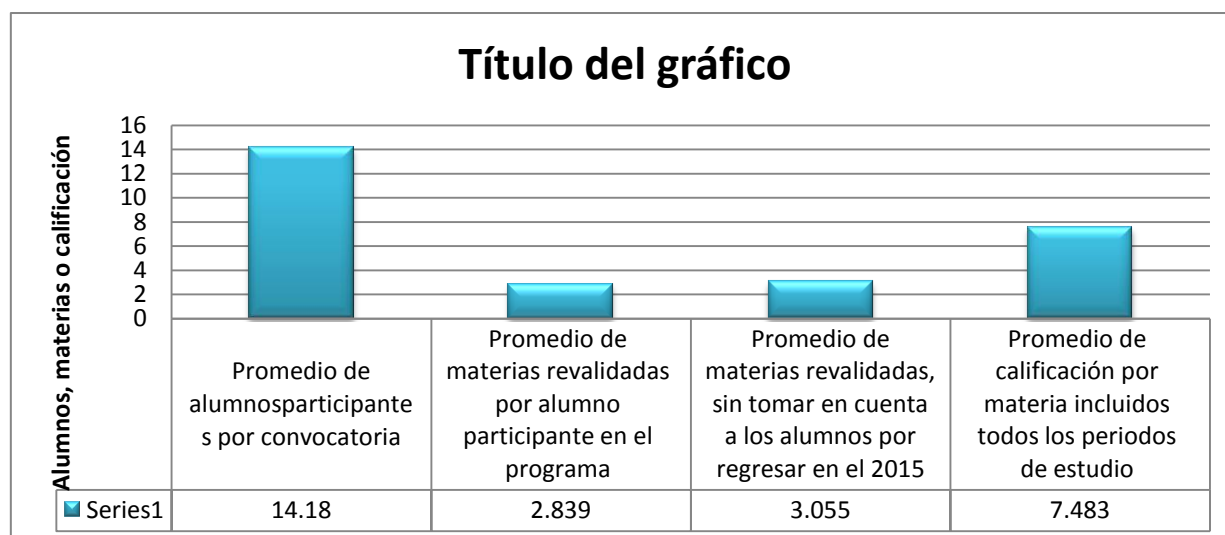 Título del gráfico
Alumnos, materias o calificación
16
14
12
10
8
6
4
2
0
Promedio de
alumnosparticipante
s por convocatoria
Promedio de
materias revalidadas
por alumno
participante en el
programa
Promedio de
materias revalidadas,
sin tomar en cuenta
a los alumnos por
regresar en el 2015
Promedio de
calificación por
materia incluidos
todos los periodos
de estudio
Series1 14.18 2.839 3.055 7.483